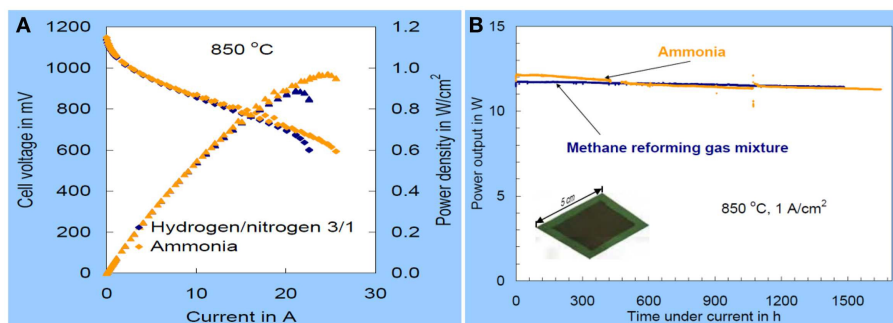 A
850 °C
1200
1000
800
600
400
200
0
Cell voltage in mV
1.2
1.0
0.8
0.6
0.4
0.2
0.0
Power density in W/cm²
Hydrogen/nitrogen 3/1
Ammonia
0
10
20
30
Current in A
B
15
10
5
0
Power output in W
Ammonia
Methane reforming gas mixture
5 cm
850 °C, 1 A/cm²
0
300
600
900
1200
1500
Time under current in h